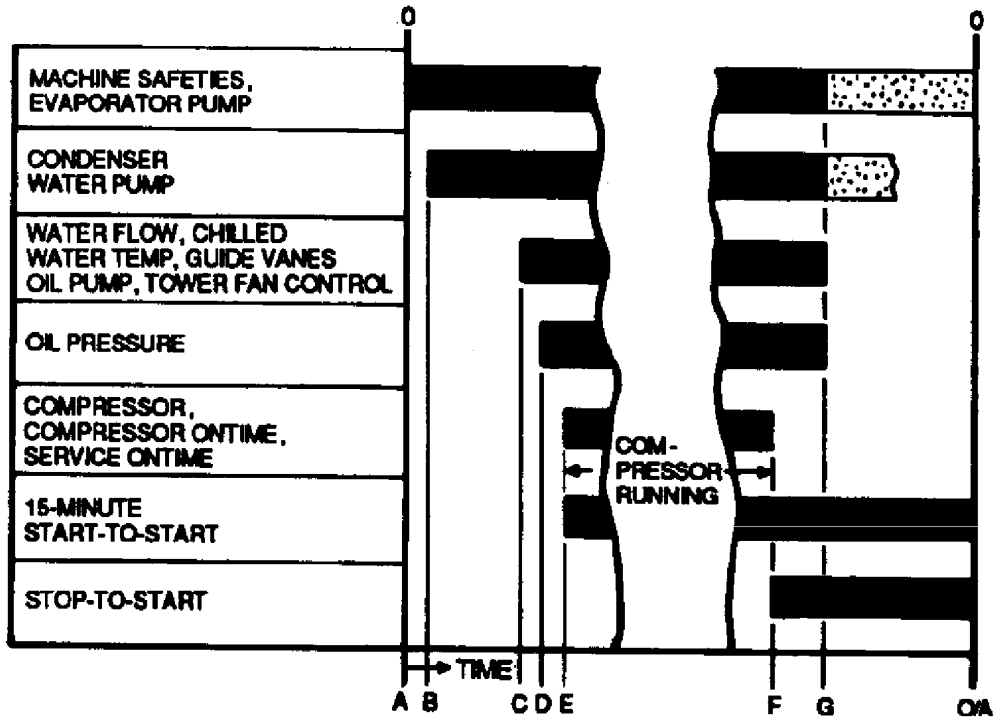 0 0
MACHINE SAFETIES,
EVAPORATOR PUMP
CONDENSER
WATER PUMP
WATER FLOW, CHILLED
WATER TEMP, GUIDE VANES
OIL PUMP, TOWER FAN CONTROL
OIL PRESSURE
COMPRESSOR,
COMPRESSOR ONTIME,
SERVICE ONTIME
COM-
PRESSOR
RUNNING
15-MINUTE
START-TO-START
STOP-TO-START
TIME
A B C D E F G O/A